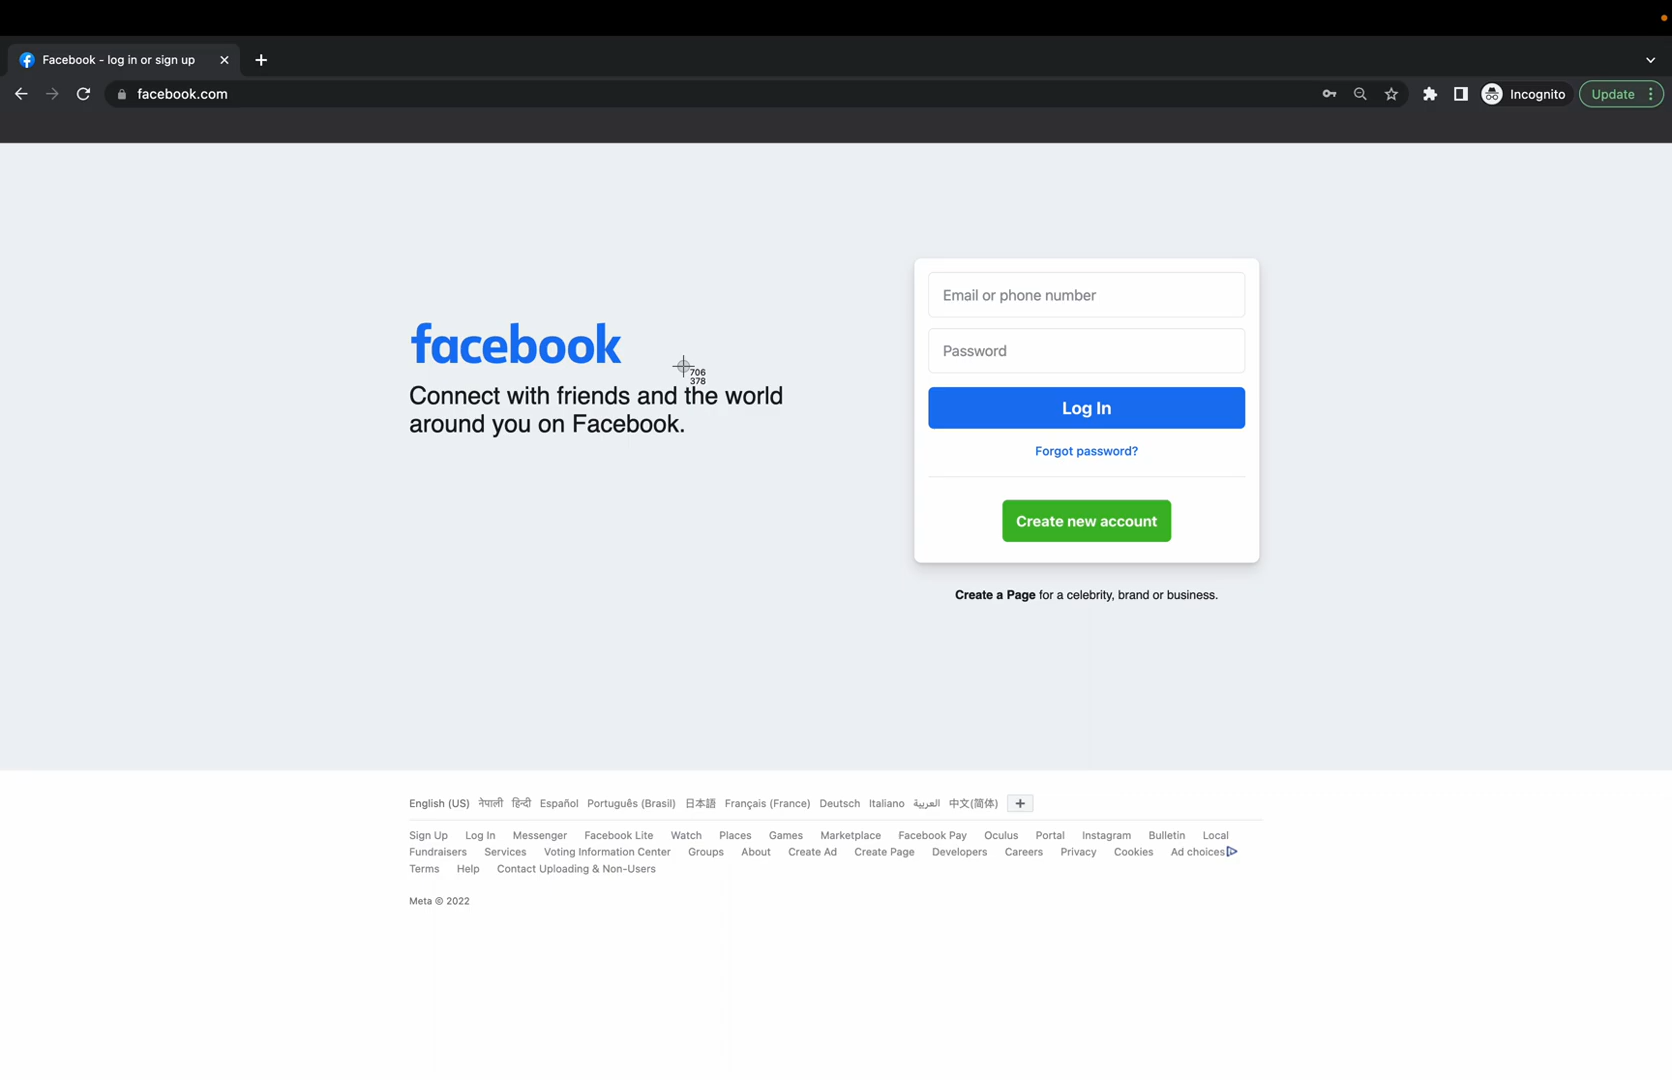 Facebook - log in or sign up
facebook.com
Incognito
Update
facebook
706
378
Connect with friends and the world
around you on Facebook.
Email or phone number
Password
Log In
Forgot password?
Create new account
Create a Page for a celebrity, brand or business.
English (US) नेपाली हिन्दी Español Português (Brasil) 日本語 Français (France) Deutsch Italiano العربية 中文(简体) +
Sign Up Log In Messenger Facebook Lite Watch Places Games Marketplace Facebook Pay Oculus Portal Instagram Bulletin Local
Fundraisers Services Voting Information Center Groups About Create Ad Create Page Developers Careers Privacy Cookies Ad choices
Terms Help Contact Uploading & Non-Users
Meta © 2022